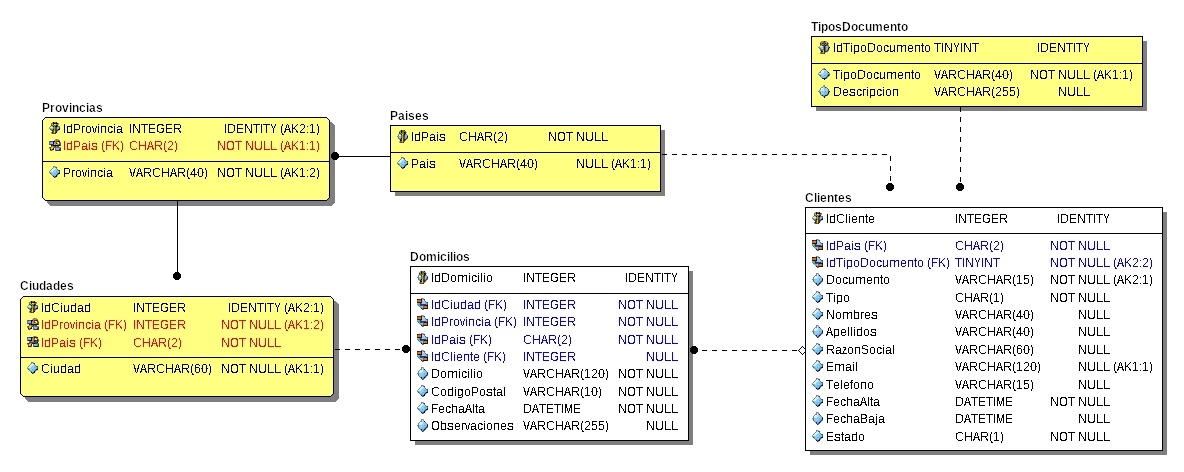 TiposDocumento
IdTipoDocumento TINYINT IDENTITY
TipoDocumento VARCHAR(40) NOT NULL (AK1:1)
Descripcion VARCHAR(255) NULL
Provincias
IdProvincia INTEGER IDENTITY (AK2:1)
IdPais (FK) CHAR(2) NOT NULL (AK1:1)
Provincia VARCHAR(40) NOT NULL (AK1:2)
Paises
IdPais CHAR(2) NOT NULL
Pais VARCHAR(40) NULL (AK1:1)
Clientes
IdCliente INTEGER IDENTITY
IdPais (FK) CHAR(2) NOT NULL
IdTipoDocumento (FK) TINYINT NOT NULL (AK2:2)
Documento VARCHAR(15) NOT NULL (AK2:1)
Tipo CHAR(1) NOT NULL
Nombres VARCHAR(40) NULL
Apellidos VARCHAR(40) NULL
RazonSocial VARCHAR(60) NULL
Email VARCHAR(120) NULL (AK1:1)
Telefono VARCHAR(15) NULL
FechaAlta DATETIME NOT NULL
FechaBaja DATETIME NULL
Estado CHAR(1) NOT NULL
Domicilios
IdDomicilio INTEGER IDENTITY
IdCiudad (FK) INTEGER NOT NULL
IdProvincia (FK) INTEGER NOT NULL
IdPais (FK) CHAR(2) NOT NULL
IdCliente (FK) INTEGER NULL
Domicilio VARCHAR(120) NOT NULL
CodigoPostal VARCHAR(10) NOT NULL
FechaAlta DATETIME NOT NULL
Observaciones VARCHAR(255) NULL
Ciudades
IdCiudad INTEGER IDENTITY (AK2:1)
IdProvincia (FK) INTEGER NOT NULL (AK1:2)
IdPais (FK) CHAR(2) NOT NULL
Ciudad VARCHAR(60) NOT NULL (AK1:1)